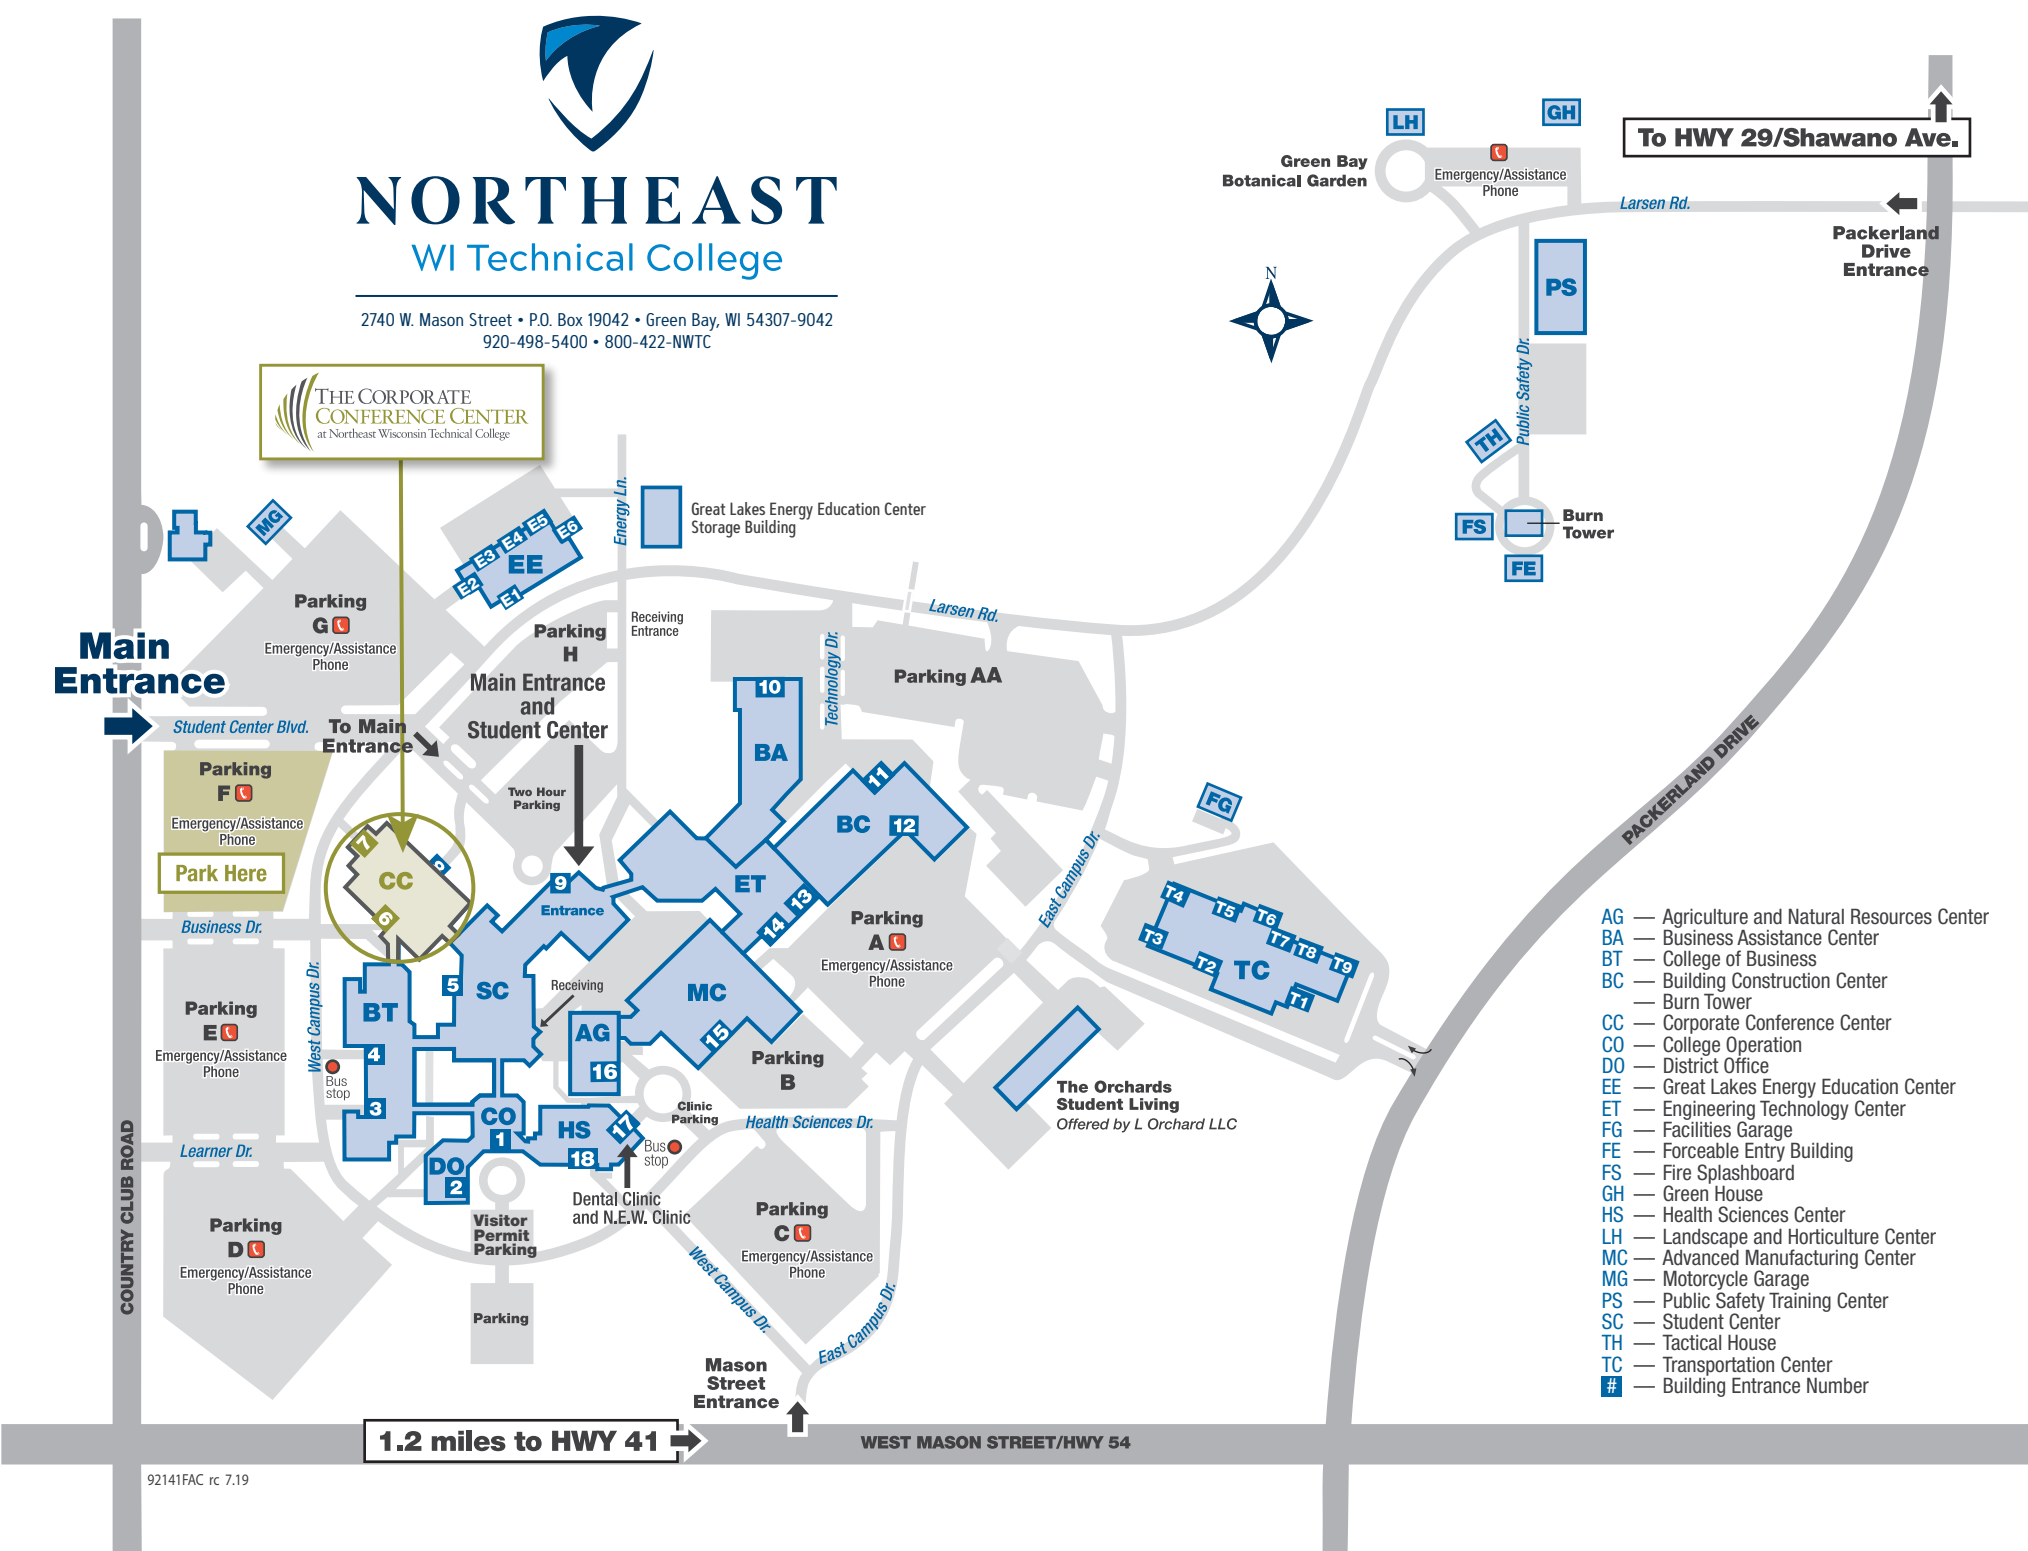 NORTHEAST
WI Technical College
2740 W. Mason Street • P.O. Box 19042 • Green Bay, WI 54307-9042
920-498-5400 • 800-422-NWTC
THE CORPORATE
CONFERENCE CENTER
at Northeast Wisconsin Technical College
LH
GH
To HWY 29/Shawano Ave.
Green Bay
Botanical Garden
Emergency/Assistance
Phone
Larsen Rd.
Packerland
Drive
Entrance
N
PS
Public Safety Dr.
TH
FS
Burn
Tower
FE
MG
E1
E2
E3
E4
E5
E6
EE
Energy Ln.
Great Lakes Energy Education Center
Storage Building
Parking
G
Emergency/Assistance
Phone
Main
Entrance
Student Center Blvd.
To Main
Entrance
Parking
H
Receiving
Entrance
Main Entrance
and
Student Center
Two Hour
Parking
Technology Dr.
Larsen Rd.
Parking AA
10
BA
11
BC
12
ET
13
14
FG
PACKERLAND DRIVE
Parking
F
Emergency/Assistance
Phone
Park Here
7
8
CC
6
9
Entrance
Business Dr.
West Campus Dr.
Parking
E
Emergency/Assistance
Phone
BT
5
SC
Receiving
4
Bus
stop
3
AG
16
MC
15
Parking
A
Emergency/Assistance
Phone
Parking
B
East Campus Dr.
T4
T5
T6
T7
T8
T9
T3
T2
TC
T1
The Orchards
Student Living
Offered by L Orchard LLC
Clinic
Parking
Health Sciences Dr.
CO
1
HS
17
18
Bus
stop
DO
2
Learner Dr.
COUNTRY CLUB ROAD
Parking
D
Emergency/Assistance
Phone
Visitor
Permit
Parking
Parking
Dental Clinic
and N.E.W. Clinic
Parking
C
Emergency/Assistance
Phone
West Campus Dr.
East Campus Dr.
Mason
Street
Entrance
1.2 miles to HWY 41
WEST MASON STREET/HWY 54
92141FAC rc 7.19
AG — Agriculture and Natural Resources Center
BA — Business Assistance Center
BT — College of Business
BC — Building Construction Center
— Burn Tower
CC — Corporate Conference Center
CO — College Operation
DO — District Office
EE — Great Lakes Energy Education Center
ET — Engineering Technology Center
FG — Facilities Garage
FE — Forceable Entry Building
FS — Fire Splashboard
GH — Green House
HS — Health Sciences Center
LH — Landscape and Horticulture Center
MC — Advanced Manufacturing Center
MG — Motorcycle Garage
PS — Public Safety Training Center
SC — Student Center
TH — Tactical House
TC — Transportation Center
# — Building Entrance Number